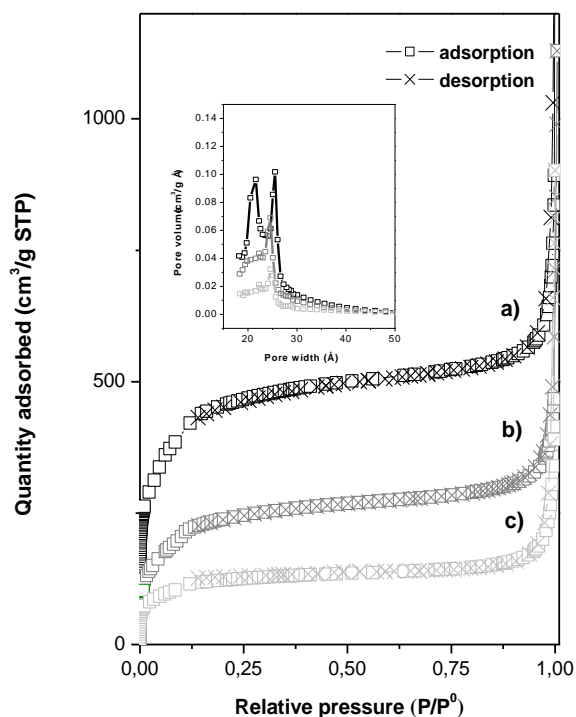 adsorption
desorption
1000
500
0
Quantity adsorbed (cm³/g STP)
0.14
0.12
0.10
0.08
0.06
0.04
0.02
0.00
Pore volume(cm³/g Å)
20
30
40
50
Pore width (Å)
a)
b)
c)
0,00
0,25
0,50
0,75
1,00
Relative pressure (P/P⁰)